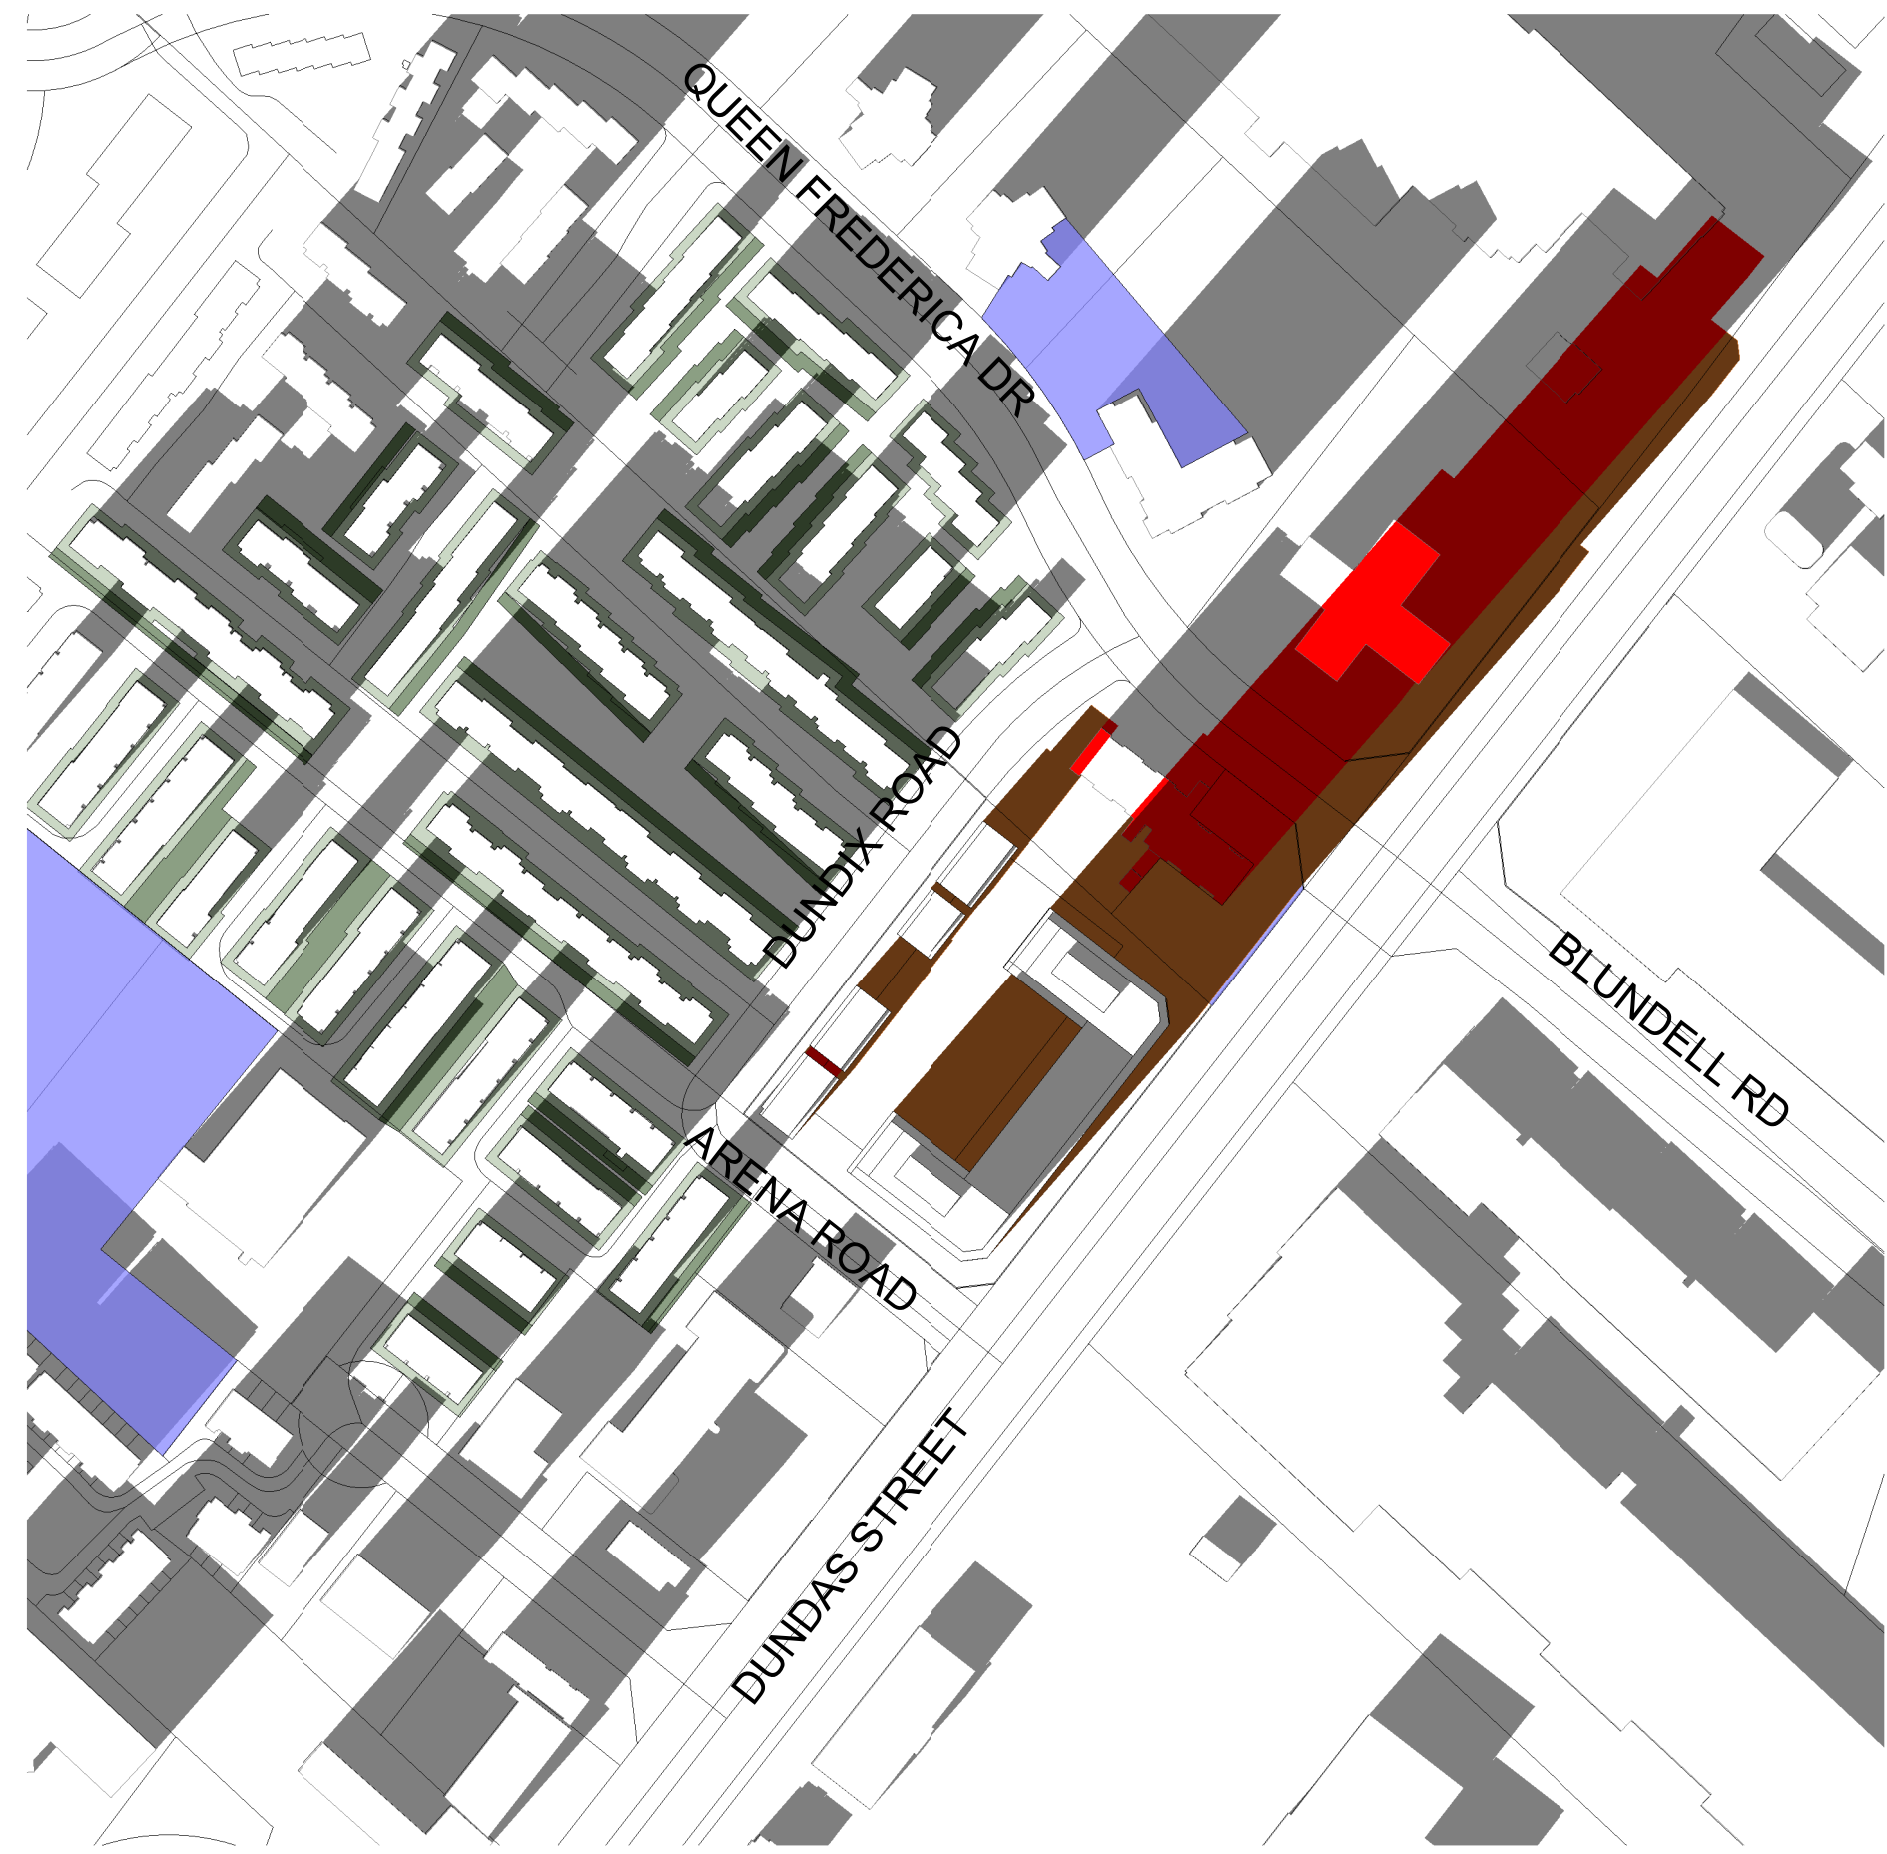 QUEEN FREDERICA DR
DUNDIX ROAD
BLUNDELL RD
ARENA ROAD
DUNDAS STREET